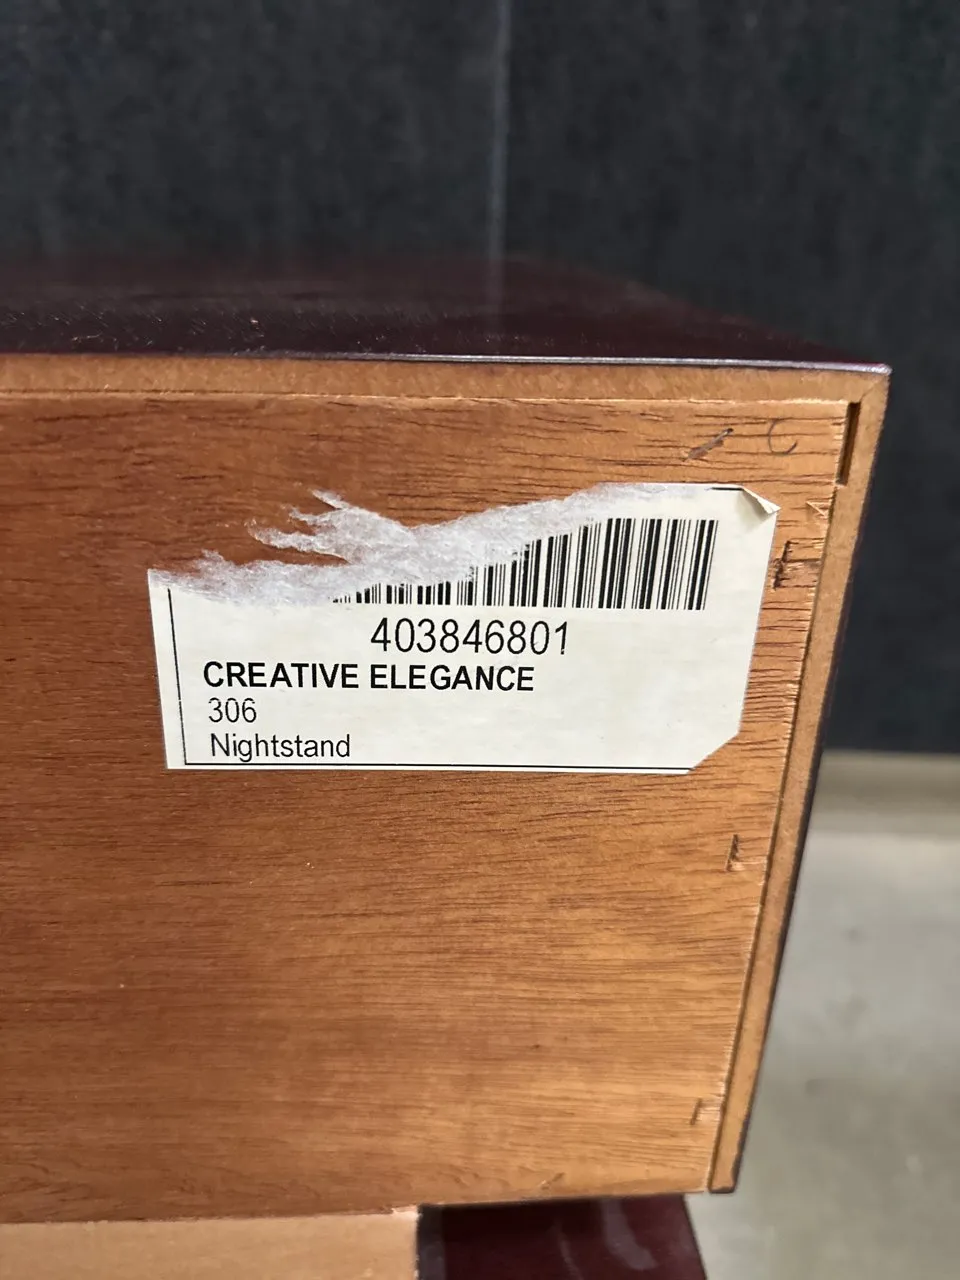 403846801
CREATIVE ELEGANCE
306
Nightstand